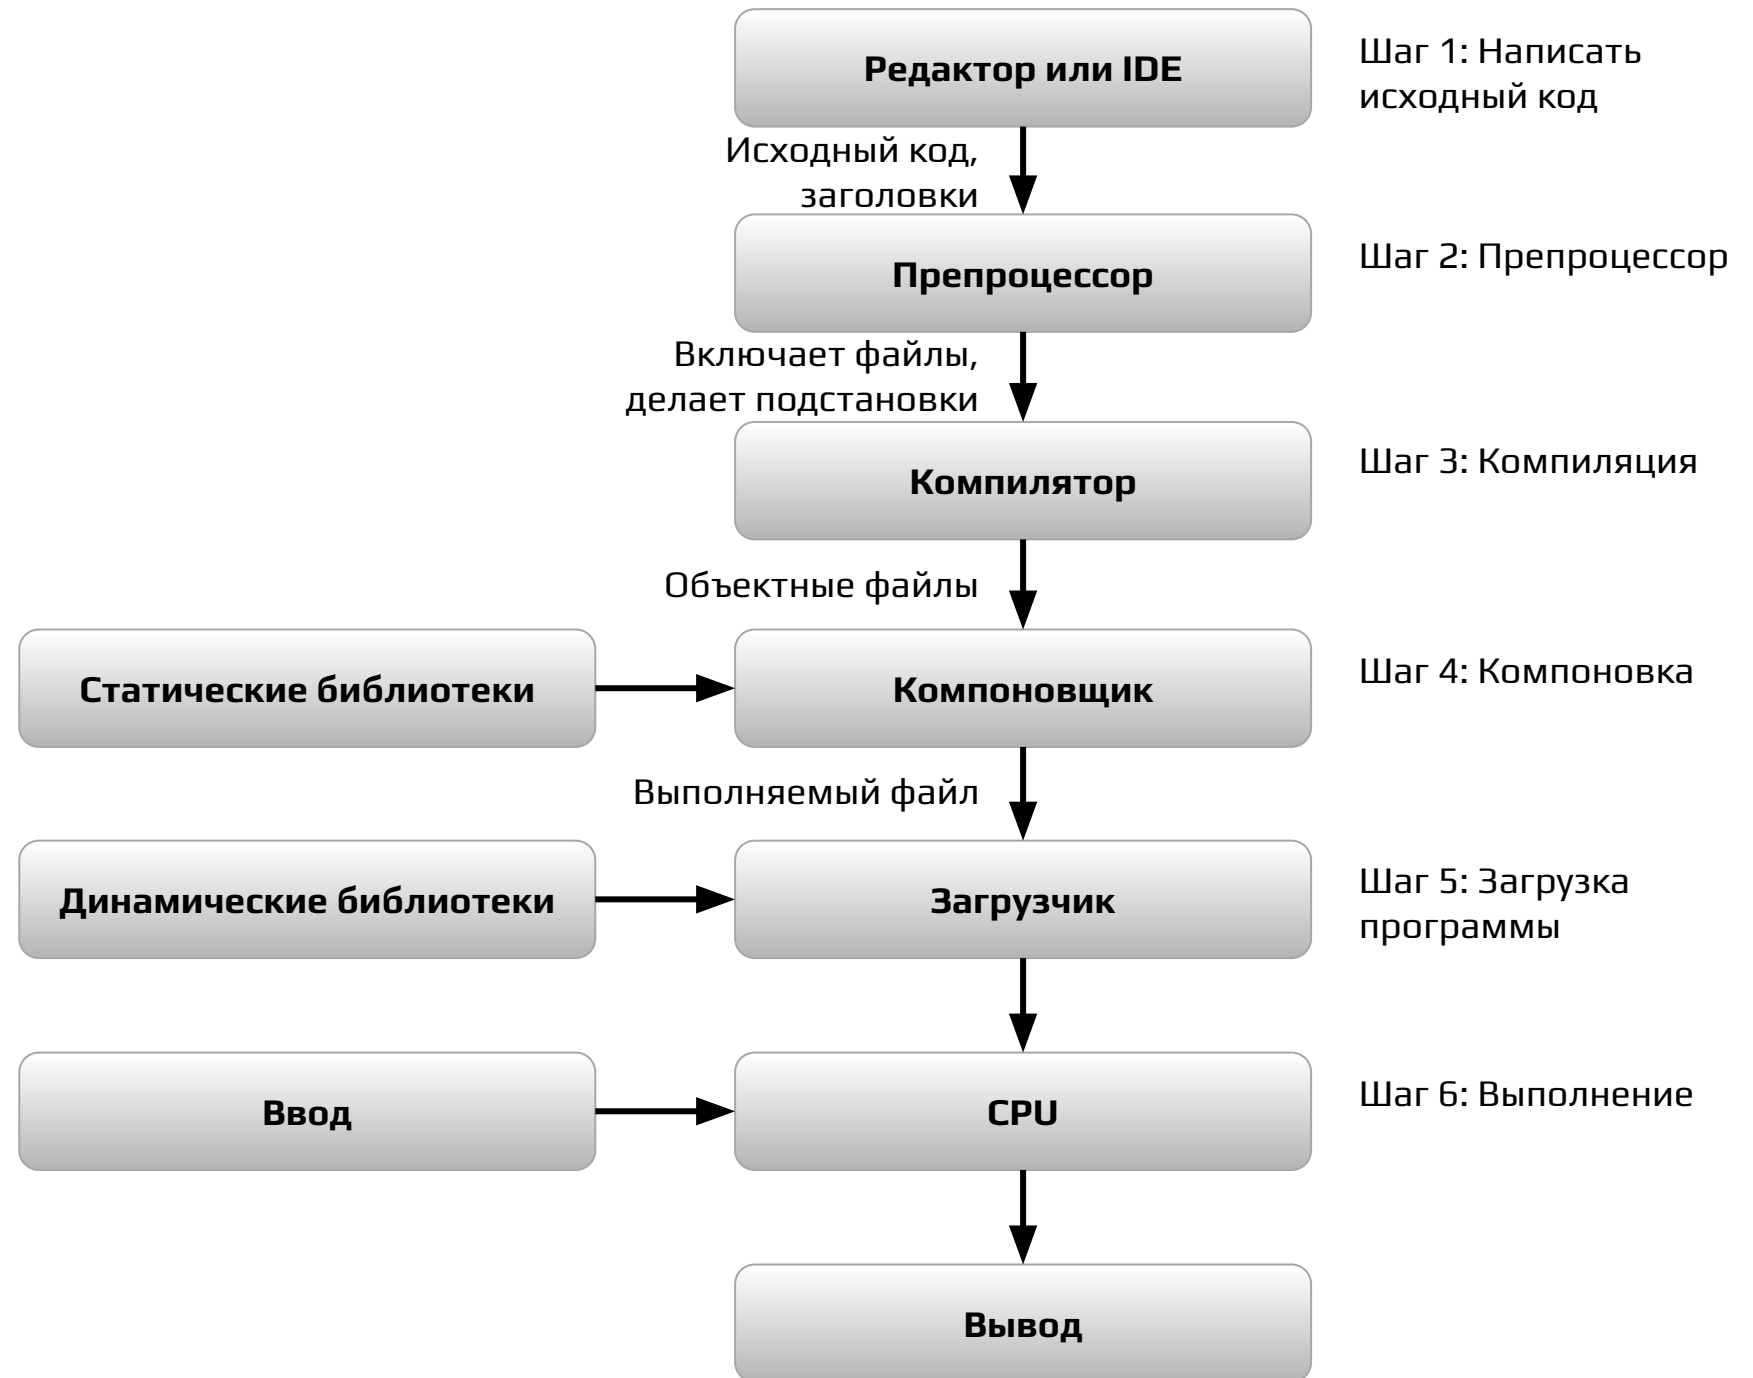 Редактор или IDE
Шаг 1: Написать
исходный код
Исходный код,
заголовки
Препроцессор
Шаг 2: Препроцессор
Включает файлы,
делает подстановки
Компилятор
Шаг 3: Компиляция
Объектные файлы
Статические библиотеки
Компоновщик
Шаг 4: Компоновка
Выполняемый файл
Динамические библиотеки
Загрузчик
Шаг 5: Загрузка
программы
Ввод
CPU
Шаг 6: Выполнение
Вывод